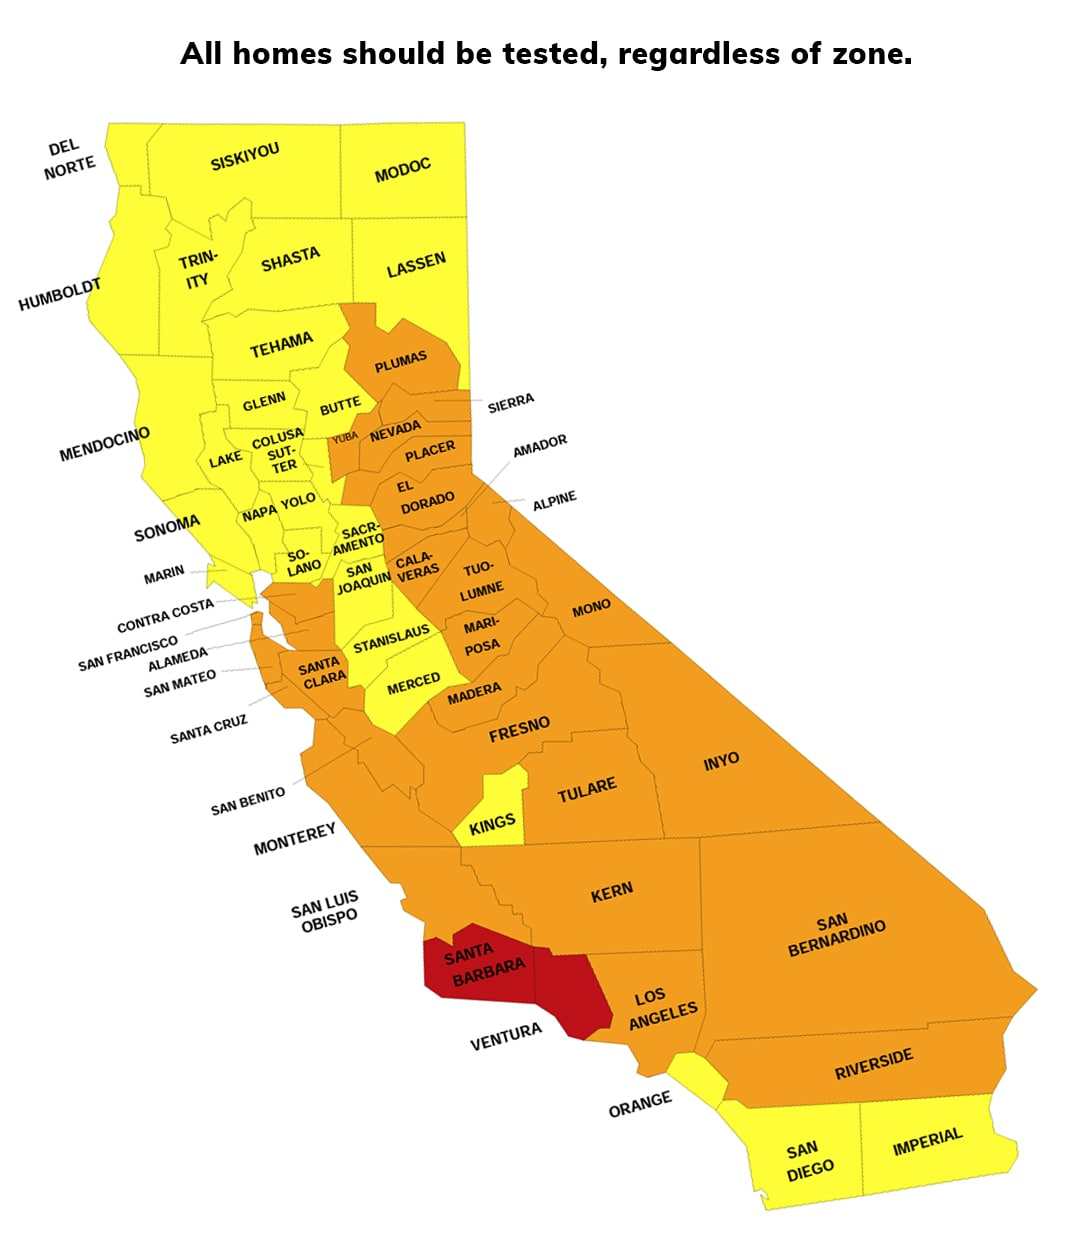 All homes should be tested, regardless of zone.
DEL
NORTE
SISKIYOU
MODOC
HUMBOLDT
TRIN-
ITY
SHASTA
LASSEN
TEHAMA
PLUMAS
GLENN
BUTTE
SIERRA
MENDOCINO
LAKE
COLUSA
SUT-
TER
YUBA
NEVADA
PLACER
AMADOR
SONOMA
NAPA
YOLO
EL
DORADO
ALPINE
MARIN
SO-
LANO
SACR-
AMENTO
SAN
JOAQUIN
CALA-
VERAS
TUO-
LUMNE
MONO
CONTRA COSTA
SAN FRANCISCO
ALAMEDA
SAN MATEO
SANTA
CLARA
STANISLAUS
MARI-
POSA
MERCED
MADERA
SANTA CRUZ
FRESNO
SAN BENITO
INYO
TULARE
KINGS
MONTEREY
SAN LUIS
OBISPO
KERN
SAN
BERNARDINO
SANTA
BARBARA
VENTURA
LOS
ANGELES
ORANGE
RIVERSIDE
SAN
DIEGO
IMPERIAL